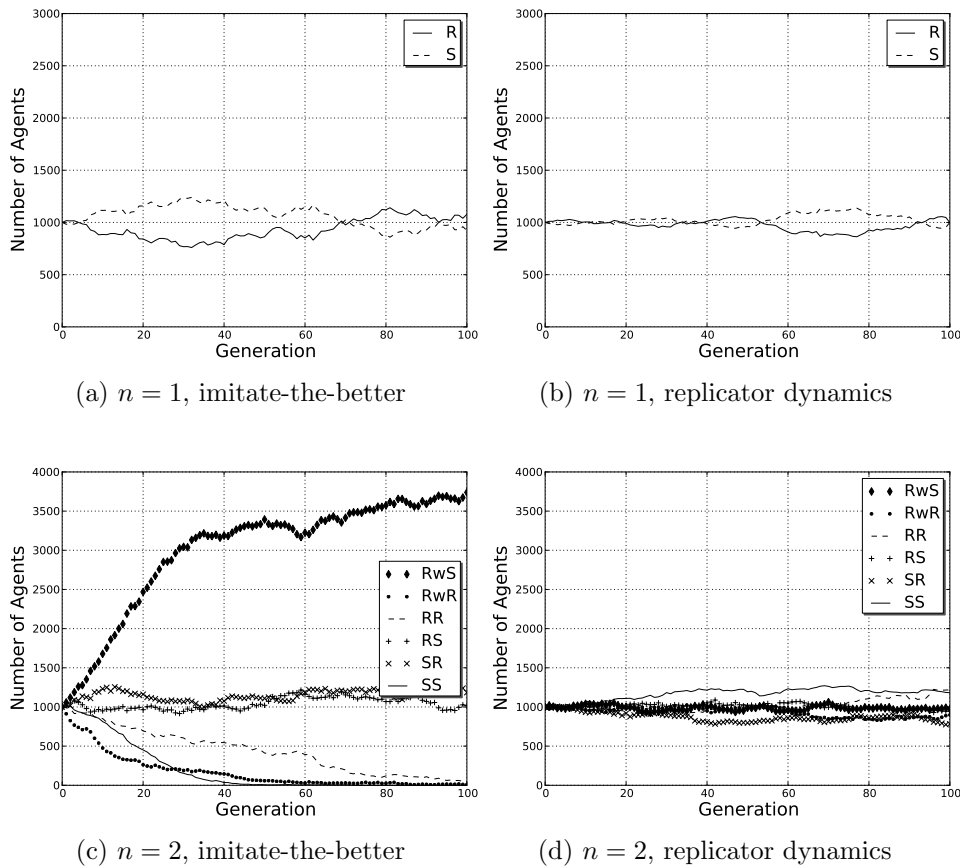 3000
2500
2000
1500
1000
500
0
Number of Agents
R
S
0 20 40 60 80 100
Generation
(a) n = 1, imitate-the-better
3000
2500
2000
1500
1000
500
0
Number of Agents
R
S
0 20 40 60 80 100
Generation
(b) n = 1, replicator dynamics
4000
3500
3000
2500
2000
1500
1000
500
0
Number of Agents
RwS
RwR
RR
RS
SR
SS
0 20 40 60 80 100
Generation
(c) n = 2, imitate-the-better
4000
3500
3000
2500
2000
1500
1000
500
0
Number of Agents
RwS
RwR
RR
RS
SR
SS
0 20 40 60 80 100
Generation
(d) n = 2, replicator dynamics